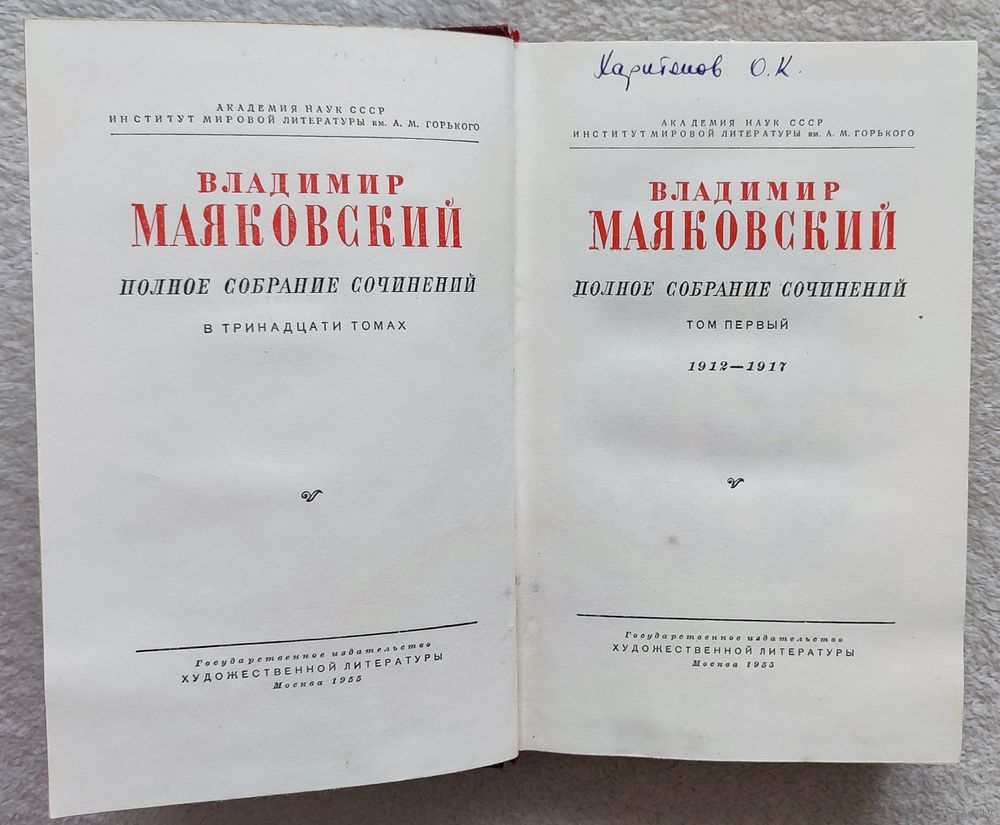 АКАДЕМИЯ НАУК СССР
ИНСТИТУТ МИРОВОЙ ЛИТЕРАТУРЫ им. А. М. ГОРЬКОГО
ВЛАДИМИР
МАЯКОВСКИЙ
ПОЛНОЕ СОБРАНИЕ СОЧИНЕНИЙ
В ТРИНАДЦАТИ ТОМАХ
Государственное издательство
ХУДОЖЕСТВЕННОЙ ЛИТЕРАТУРЫ
Москва 1955
Харитонов О.К.
АКАДЕМИЯ НАУК СССР
ИНСТИТУТ МИРОВОЙ ЛИТЕРАТУРЫ им. А. М. ГОРЬКОГО
ВЛАДИМИР
МАЯКОВСКИЙ
ПОЛНОЕ СОБРАНИЕ СОЧИНЕНИЙ
ТОМ ПЕРВЫЙ
1912—1917
Государственное издательство
ХУДОЖЕСТВЕННОЙ ЛИТЕРАТУРЫ
Москва 1955